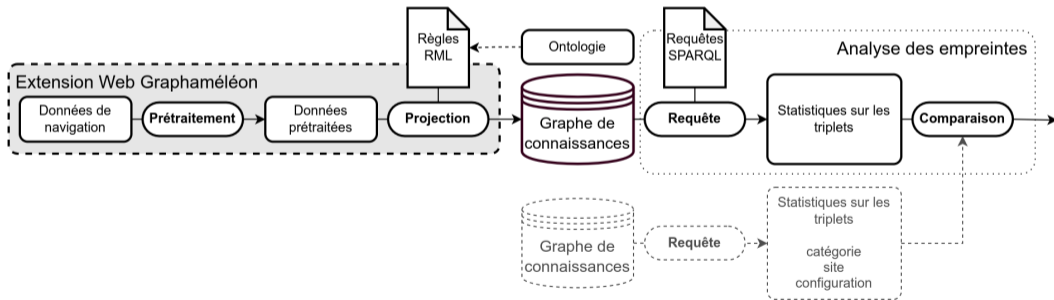 Règles
RML
Ontologie
Requêtes
SPARQL
Analyse des empreintes
Extension Web Graphaméléon
Données de
navigation
Prétraitement
Données
prétraitées
Projection
Graphe de
connaissances
Requête
Statistiques sur les
triplets
Comparaison
Graphe de
connaissances
Requête
Statistiques sur les
triplets
catégorie
site
configuration